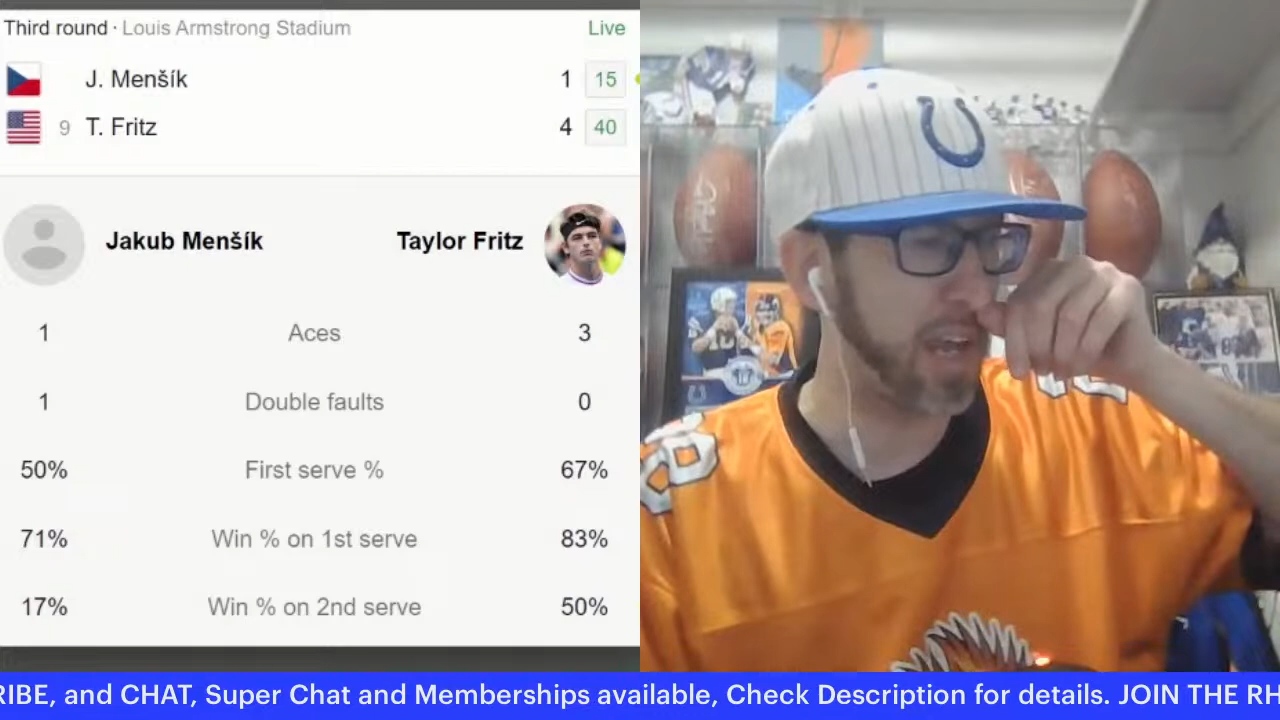 Third round · Louis Armstrong Stadium Live
J. Menšík 1 15
9 T. Fritz 4 40
Jakub Menšík Taylor Fritz
1 Aces 3
1 Double faults 0
50% First serve % 67%
71% Win % on 1st serve 83%
17% Win % on 2nd serve 50%
RIBE, and CHAT, Super Chat and Memberships available, Check Description for details. JOIN THE RH